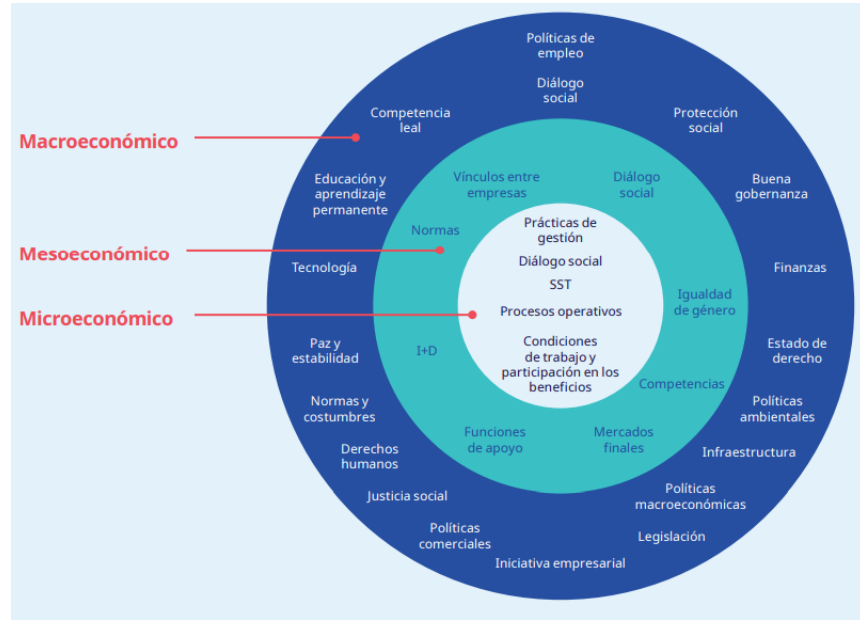 Políticas de
empleo
Diálogo
social
Competencia
leal
Protección
social
Macroeconómico
Educación y
aprendizaje
permanente
Vínculos entre
empresas
Diálogo
social
Buena
gobernanza
Normas
Prácticas de
gestión
Mesoeconómico
Tecnología
Diálogo social
Finanzas
SST
Igualdad
de género
Microeconómico
Procesos operativos
Paz y
estabilidad
I+D
Condiciones
de trabajo y
participación en los
beneficios
Estado de
derecho
Competencias
Normas y
costumbres
Políticas
ambientales
Funciones
de apoyo
Mercados
finales
Derechos
humanos
Infraestructura
Justicia social
Políticas
macroeconómicas
Políticas
comerciales
Legislación
Iniciativa empresarial